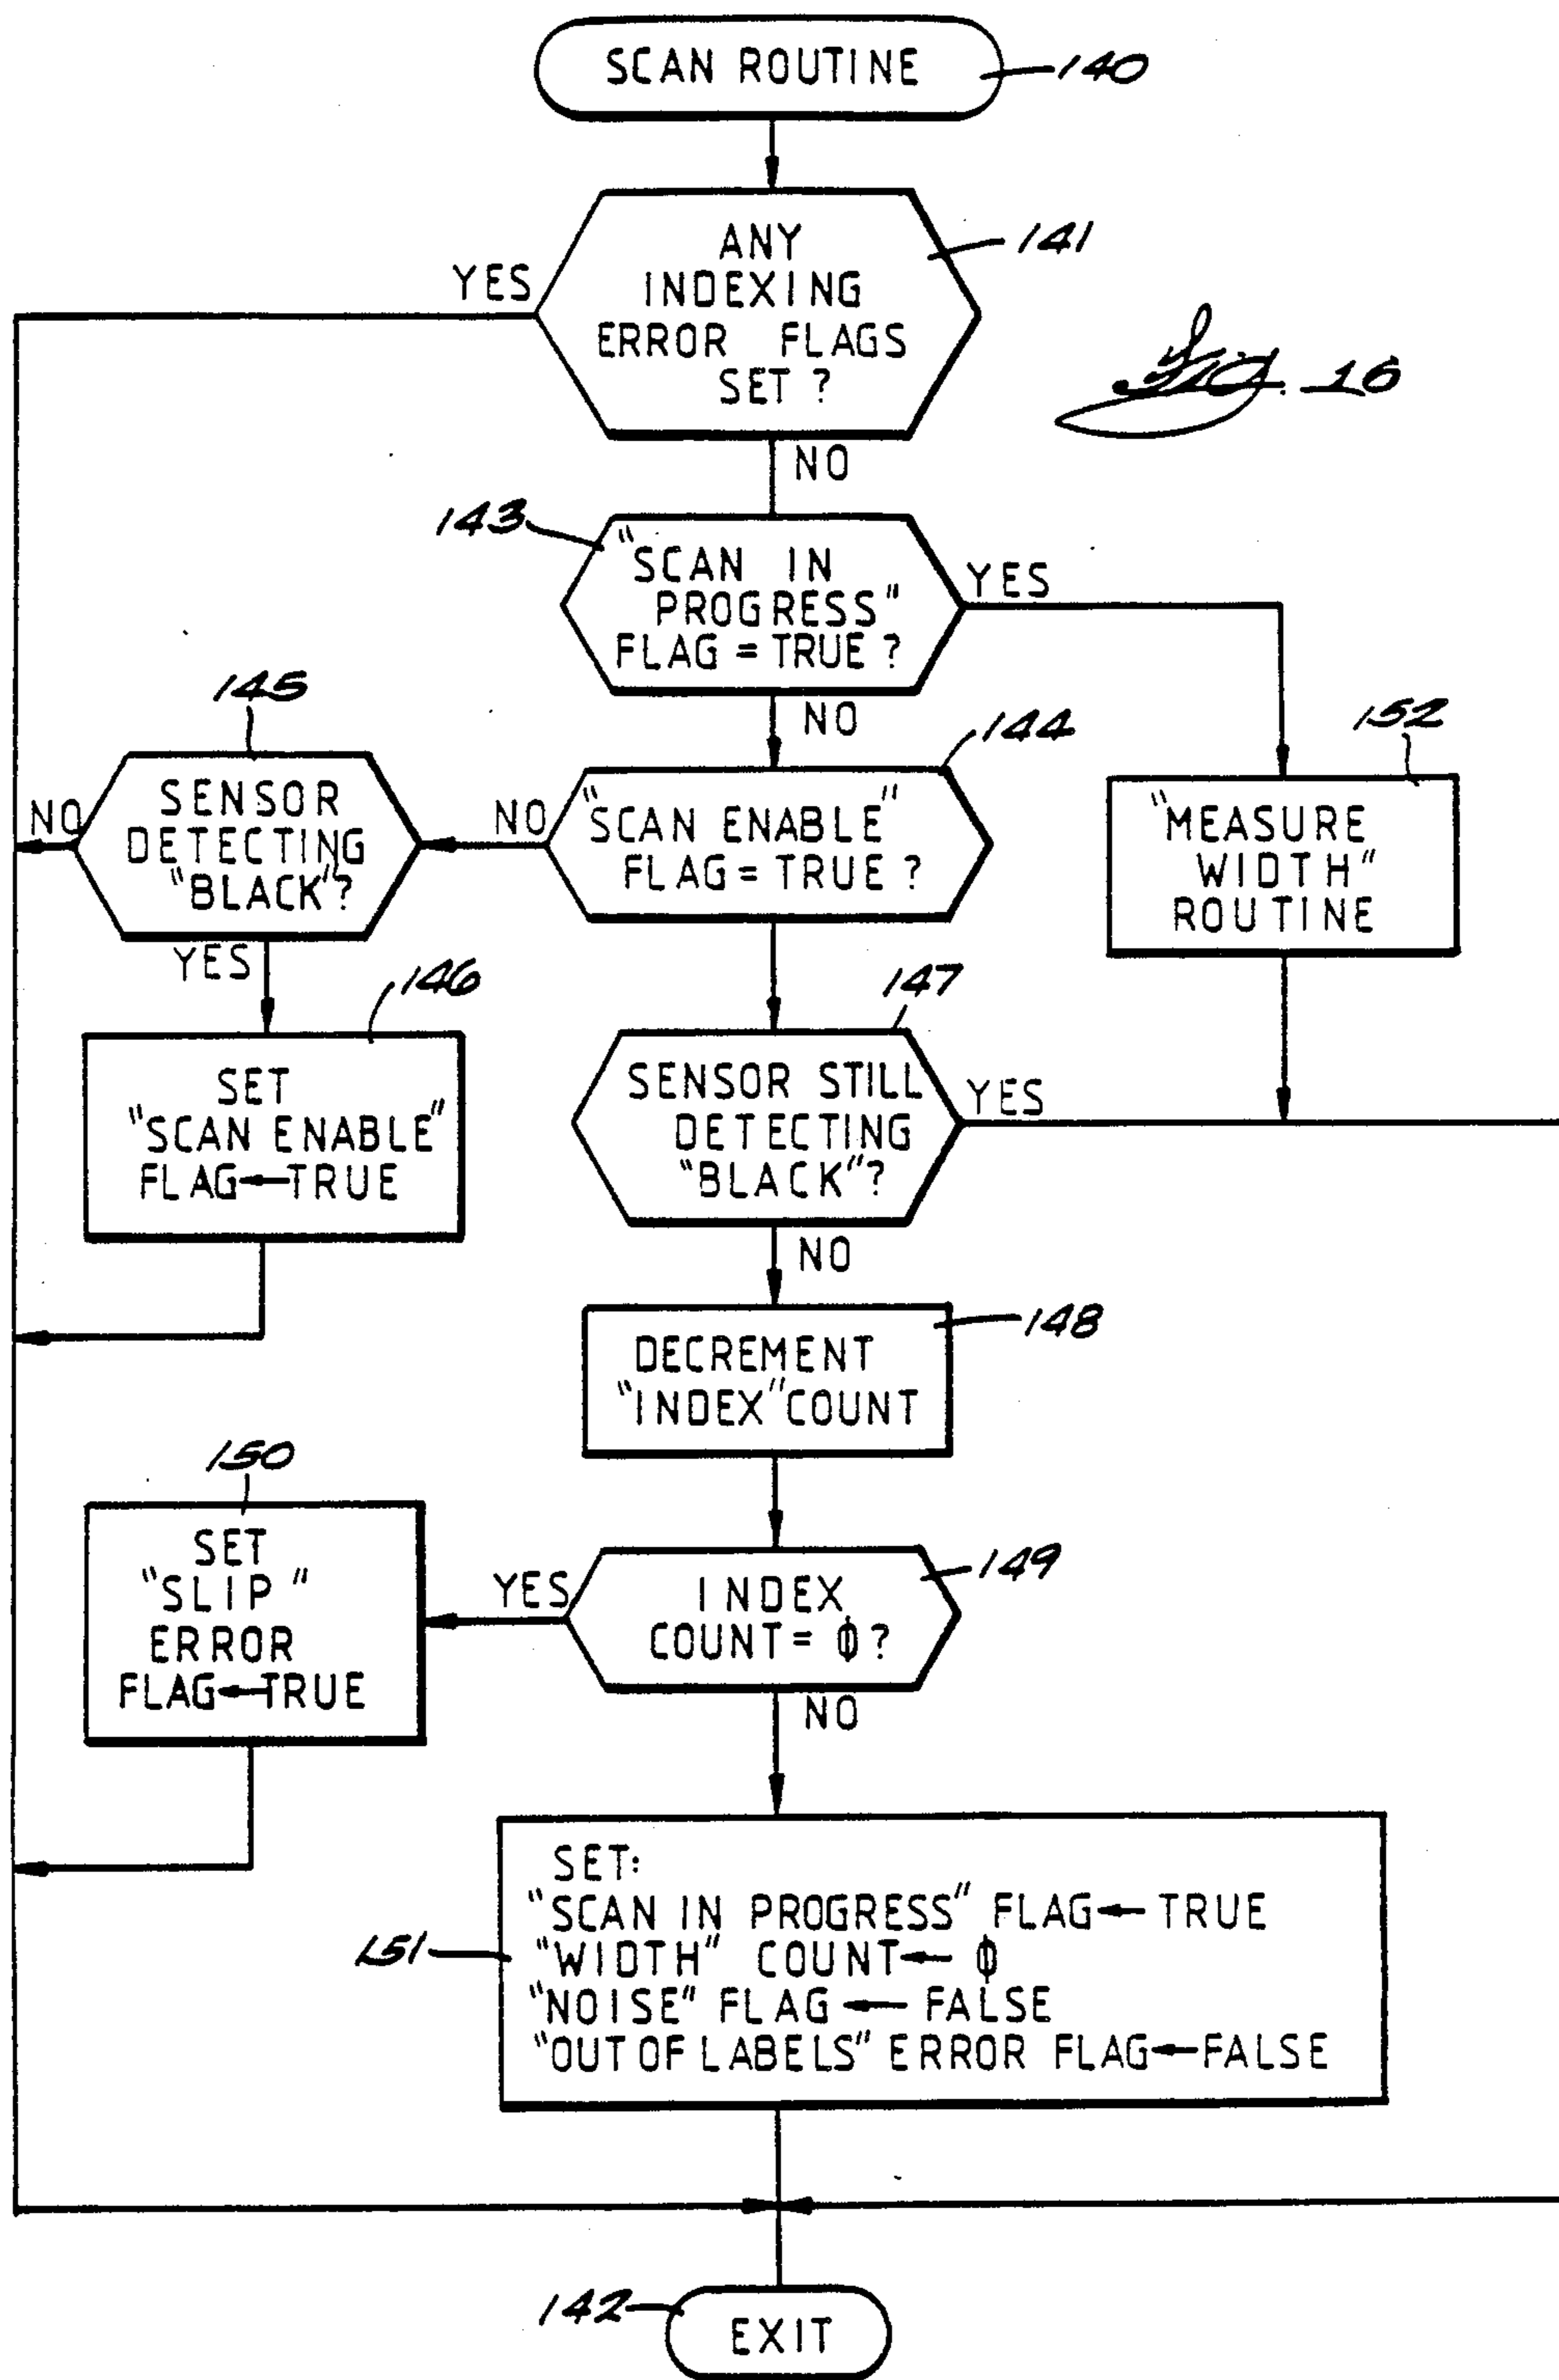 SCAN ROUTINE
140
ANY
INDEXING
ERROR FLAGS
SET ?
141
YES
FIG. 16
NO
143
"SCAN IN
PROGRESS"
FLAG = TRUE ?
YES
NO
145
144
152
SENSOR
DETECTING
"BLACK"?
NO
NO
"SCAN ENABLE"
FLAG = TRUE ?
"MEASURE
WIDTH"
ROUTINE
YES
146
147
SET
"SCAN ENABLE"
FLAG ← TRUE
SENSOR STILL
DETECTING
"BLACK"?
YES
NO
148
DECREMENT
"INDEX" COUNT
150
SET
"SLIP"
ERROR
FLAG ← TRUE
YES
149
INDEX
COUNT = ϕ ?
NO
151
SET:
"SCAN IN PROGRESS" FLAG ← TRUE
"WIDTH" COUNT ← ϕ
"NOISE" FLAG ← FALSE
"OUT OF LABELS" ERROR FLAG ← FALSE
142
EXIT